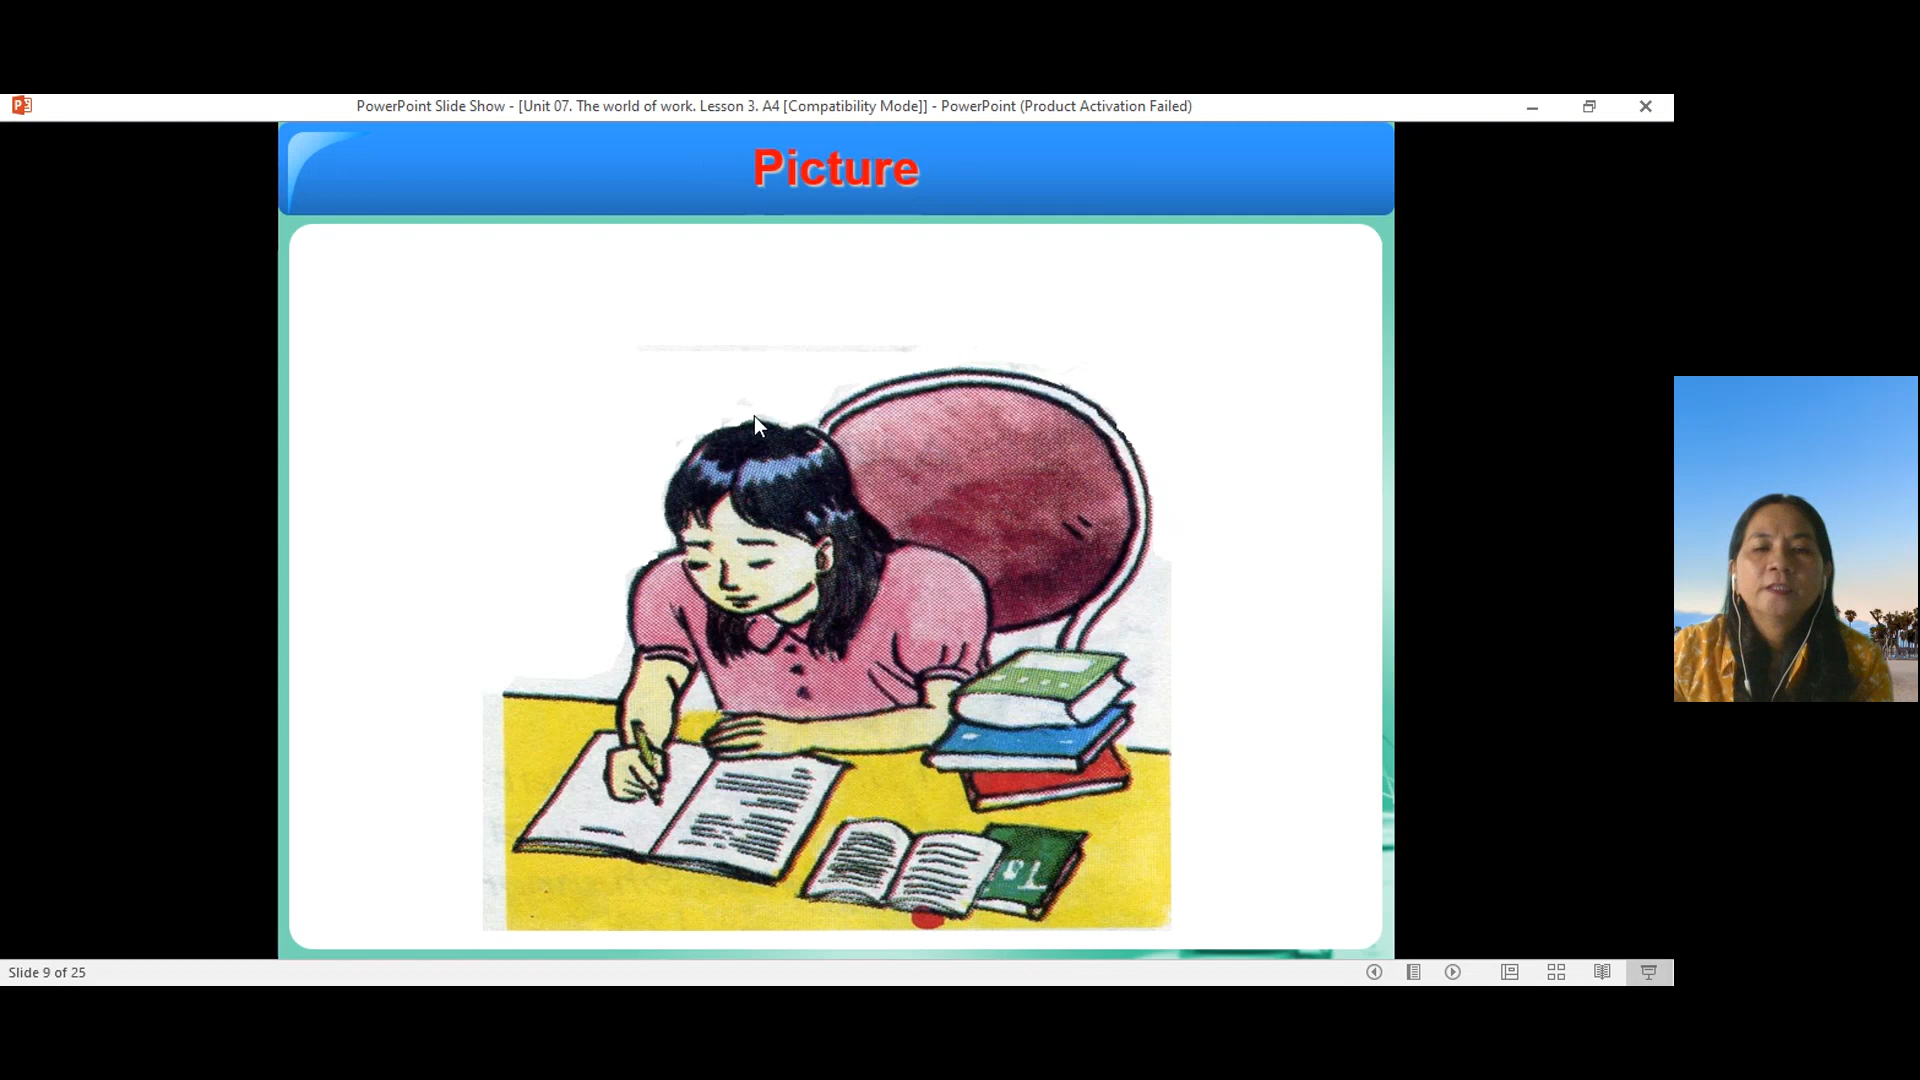 PowerPoint Slide Show - [Unit 07. The world of work. Lesson 3. A4 [Compatibility Mode]] - PowerPoint (Product Activation Failed)
Picture
Slide 9 of 25